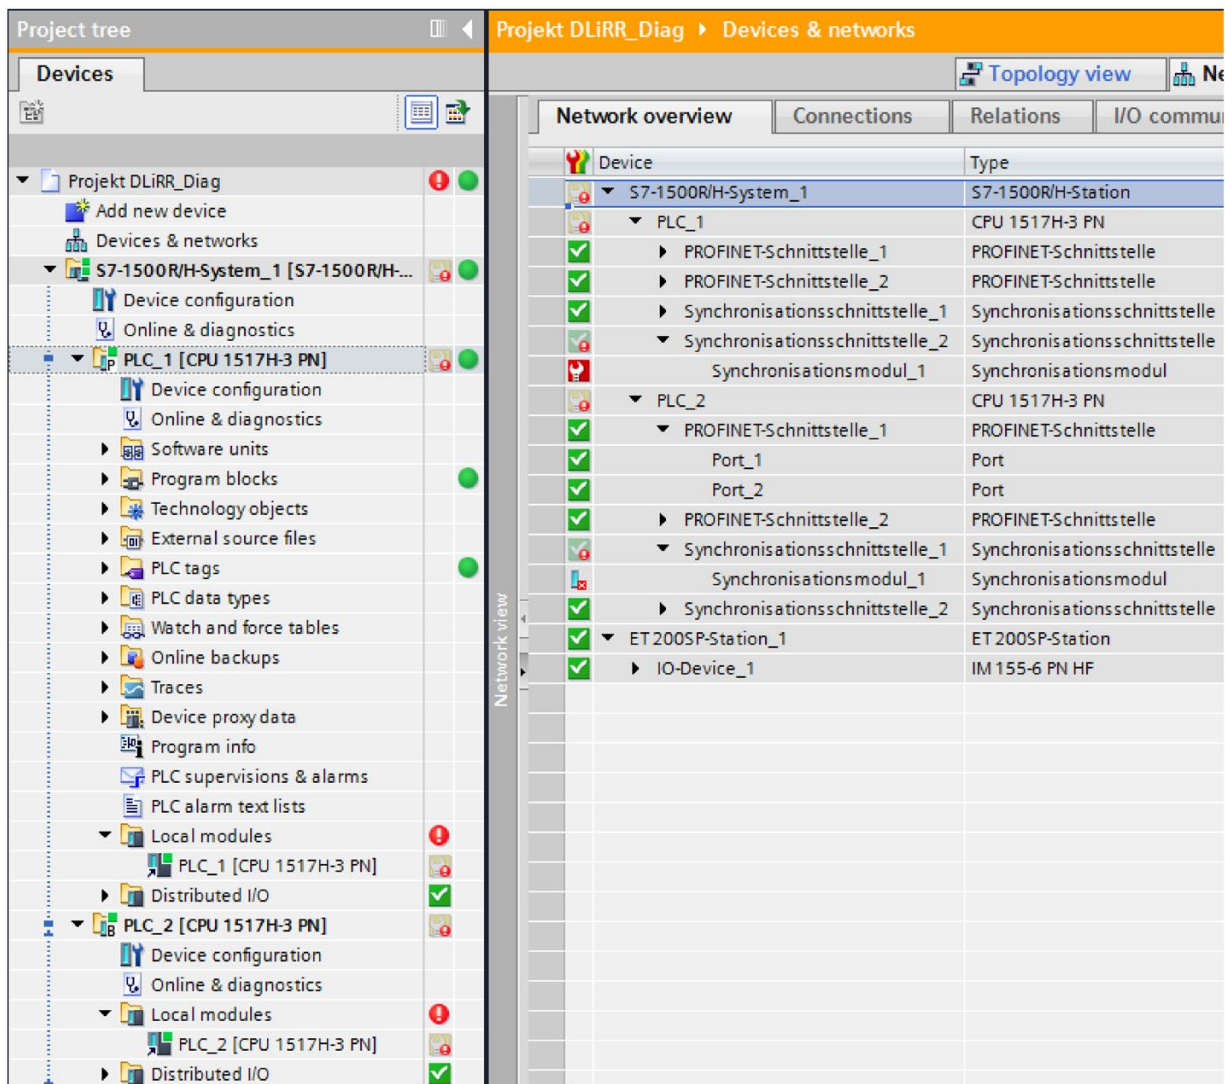 Project tree
Devices
Projekt DLiRR_Diag
Add new device
Devices & networks
S7-1500R/H-System_1 [S7-1500R/H-...
Device configuration
Online & diagnostics
PLC_1 [CPU 1517H-3 PN]
Device configuration
Online & diagnostics
Software units
Program blocks
Technology objects
External source files
PLC tags
PLC data types
Watch and force tables
Online backups
Traces
Device proxy data
Program info
PLC supervisions & alarms
PLC alarm text lists
Local modules
PLC_1 [CPU 1517H-3 PN]
Distributed I/O
PLC_2 [CPU 1517H-3 PN]
Device configuration
Online & diagnostics
Local modules
PLC_2 [CPU 1517H-3 PN]
Distributed I/O
Projekt DLiRR_Diag Devices & networks
Topology view Ne
Network overview Connections Relations I/O commu
Device Type
S7-1500R/H-System_1 S7-1500R/H-Station
PLC_1 CPU 1517H-3 PN
PROFINET-Schnittstelle_1 PROFINET-Schnittstelle
PROFINET-Schnittstelle_2 PROFINET-Schnittstelle
Synchronisationsschnittstelle_1 Synchronisationsschnittstelle
Synchronisationsschnittstelle_2 Synchronisationsschnittstelle
Synchronisationsmodul_1 Synchronisationsmodul
PLC_2 CPU 1517H-3 PN
PROFINET-Schnittstelle_1 PROFINET-Schnittstelle
Port_1 Port
Port_2 Port
PROFINET-Schnittstelle_2 PROFINET-Schnittstelle
Synchronisationsschnittstelle_1 Synchronisationsschnittstelle
Synchronisationsmodul_1 Synchronisationsmodul
Synchronisationsschnittstelle_2 Synchronisationsschnittstelle
ET 200SP-Station_1 ET 200SP-Station
IO-Device_1 IM 155-6 PN HF
Network view